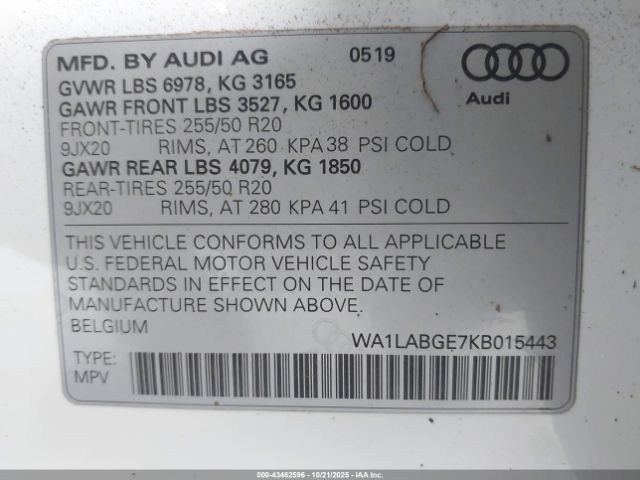 MFD. BY AUDI AG 0519
GVWR LBS 6978, KG 3165
GAWR FRONT LBS 3527, KG 1600
FRONT-TIRES 255/50 R20
9JX20 RIMS, AT 260 KPA 38 PSI COLD
GAWR REAR LBS 4079, KG 1850
REAR-TIRES 255/50 R20
9JX20 RIMS, AT 280 KPA 41 PSI COLD
Audi
THIS VEHICLE CONFORMS TO ALL APPLICABLE
U.S. FEDERAL MOTOR VEHICLE SAFETY
STANDARDS IN EFFECT ON THE DATE OF
MANUFACTURE SHOWN ABOVE.
BELGIUM WA1LABGE7KB015443
TYPE:
MPV
000-43462596 | 10/21/2025 | IAAI.COM